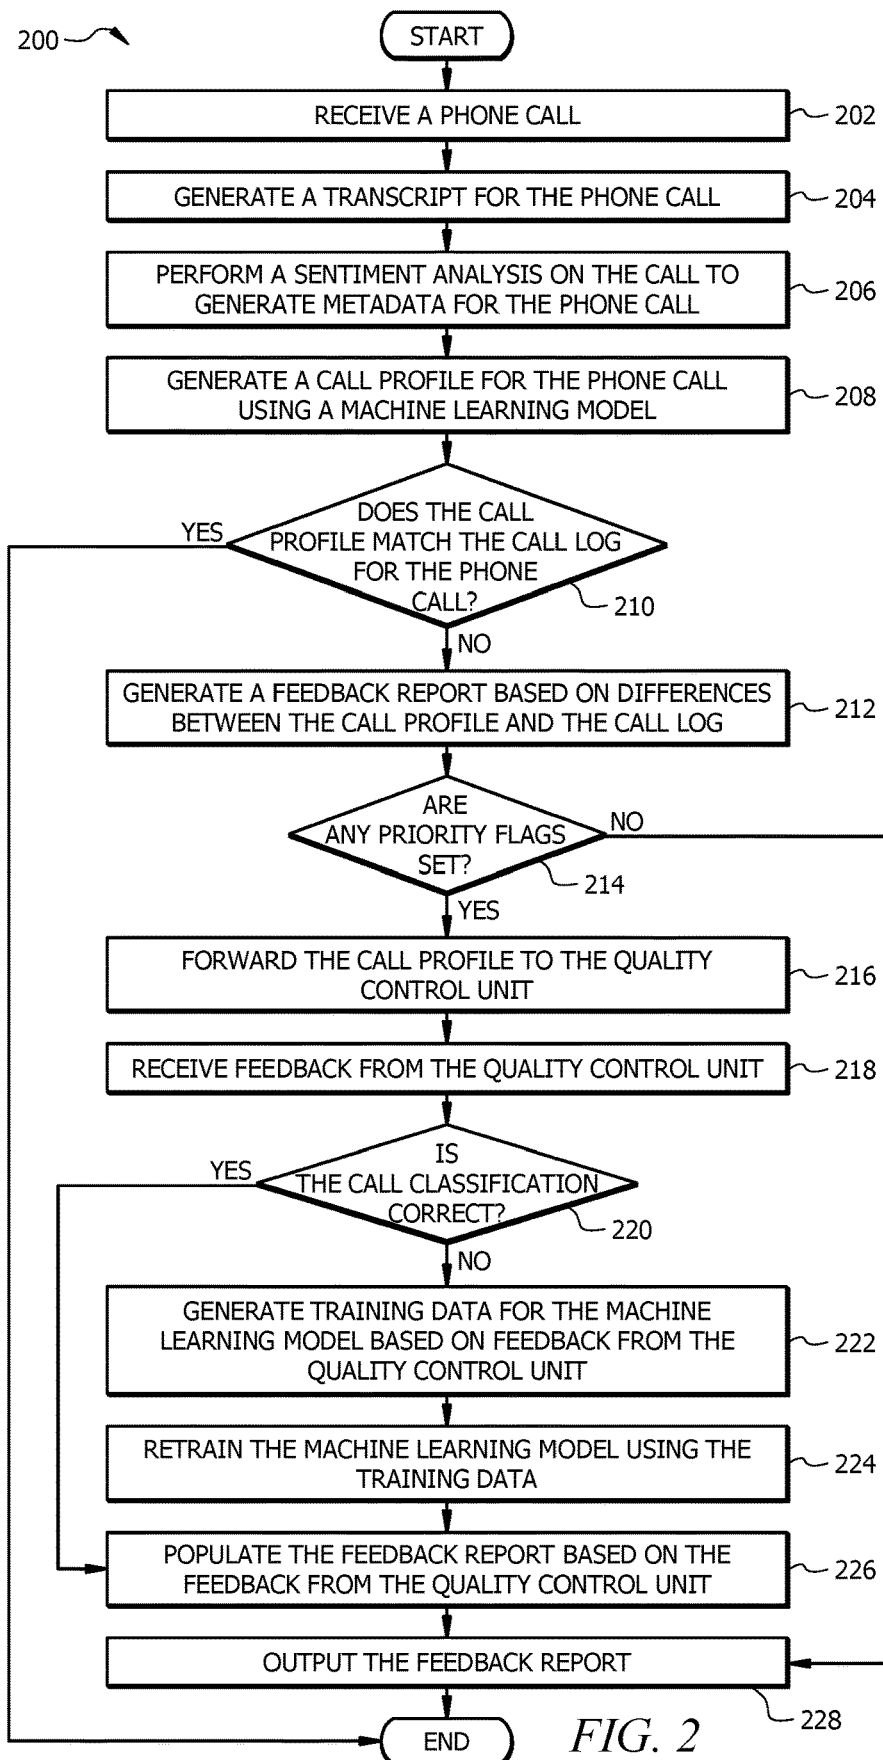 200
START
RECEIVE A PHONE CALL
202
GENERATE A TRANSCRIPT FOR THE PHONE CALL
204
PERFORM A SENTIMENT ANALYSIS ON THE CALL TO
GENERATE METADATA FOR THE PHONE CALL
206
GENERATE A CALL PROFILE FOR THE PHONE CALL
USING A MACHINE LEARNING MODEL
208
YES
DOES THE CALL
PROFILE MATCH THE CALL LOG
FOR THE PHONE
CALL?
210
NO
GENERATE A FEEDBACK REPORT BASED ON DIFFERENCES
BETWEEN THE CALL PROFILE AND THE CALL LOG
212
ARE
ANY PRIORITY FLAGS
SET?
NO
214
YES
FORWARD THE CALL PROFILE TO THE QUALITY
CONTROL UNIT
216
RECEIVE FEEDBACK FROM THE QUALITY CONTROL UNIT
218
YES
IS
THE CALL CLASSIFICATION
CORRECT?
220
NO
GENERATE TRAINING DATA FOR THE MACHINE
LEARNING MODEL BASED ON FEEDBACK FROM THE
QUALITY CONTROL UNIT
222
RETRAIN THE MACHINE LEARNING MODEL USING THE
TRAINING DATA
224
POPULATE THE FEEDBACK REPORT BASED ON THE
FEEDBACK FROM THE QUALITY CONTROL UNIT
226
OUTPUT THE FEEDBACK REPORT
228
END
FIG. 2